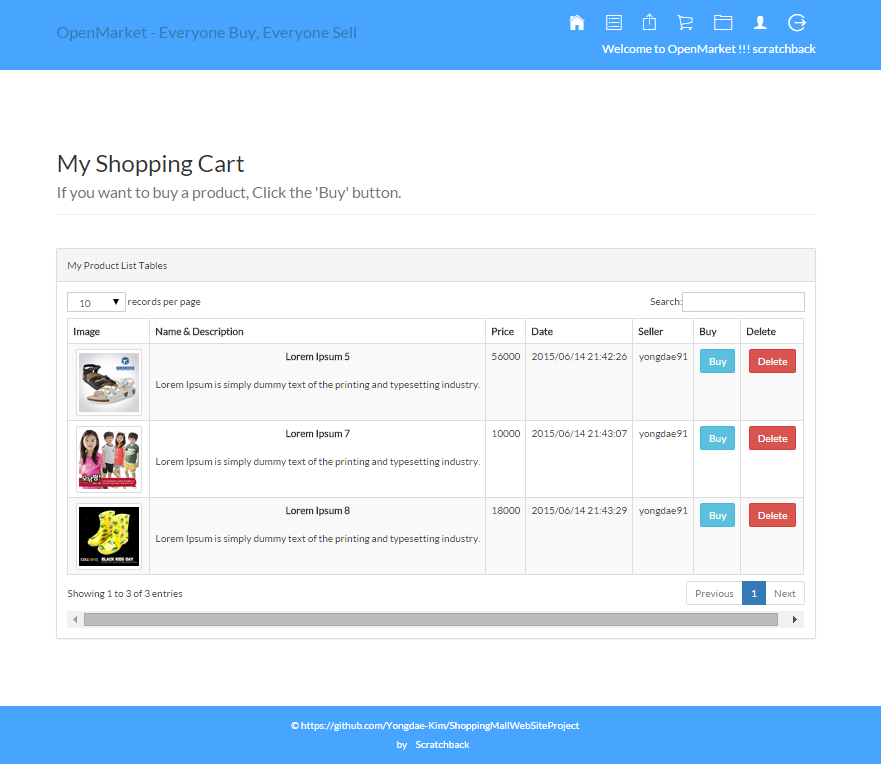 OpenMarket - Everyone Buy, Everyone Sell
Welcome to OpenMarket !!! scratchback
My Shopping Cart
If you want to buy a product, Click the 'Buy' button.
My Product List Tables
10 records per page Search:
Image Name & Description Price Date Seller Buy Delete
Lorem Ipsum 5 56000 2015/06/14 21:42:26 yongdae91 Buy Delete
Lorem Ipsum is simply dummy text of the printing and typesetting industry.
Lorem Ipsum 7 10000 2015/06/14 21:43:07 yongdae91 Buy Delete
Lorem Ipsum is simply dummy text of the printing and typesetting industry.
Lorem Ipsum 8 18000 2015/06/14 21:43:29 yongdae91 Buy Delete
Lorem Ipsum is simply dummy text of the printing and typesetting industry.
BLACK KIDS DAY
Showing 1 to 3 of 3 entries Previous 1 Next
© https://github.com/Yongdae-Kim/ShoppingMallWebSiteProject
by Scratchback